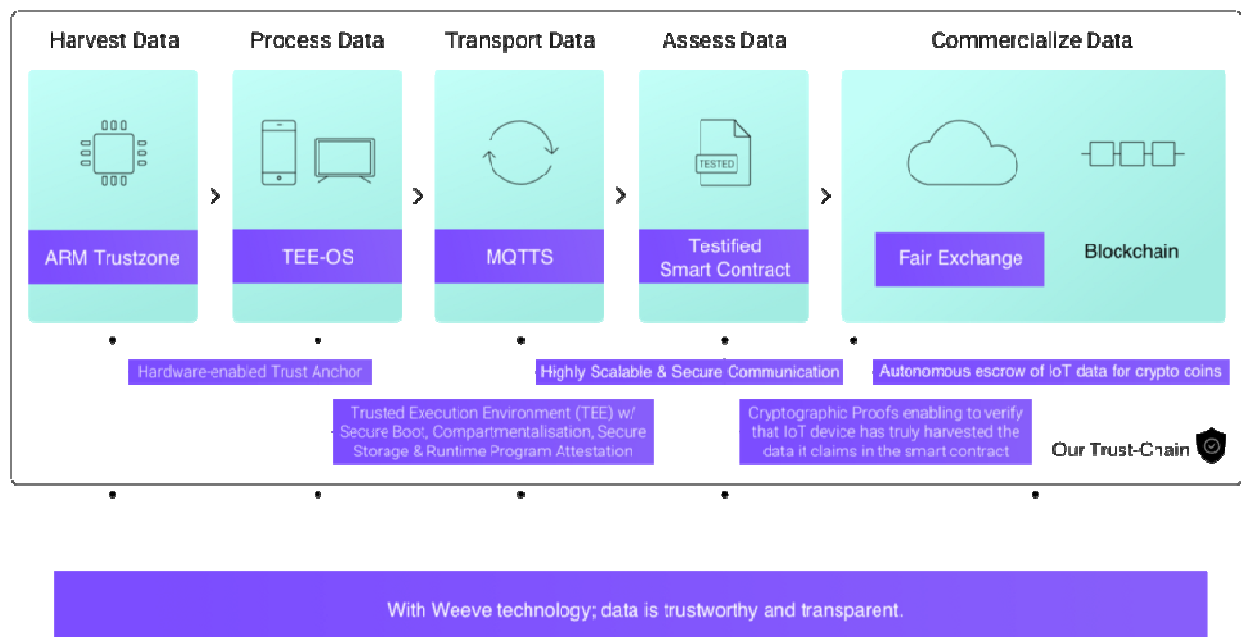 Harvest Data
Process Data
Transport Data
Assess Data
Commercialize Data
TESTED
ARM Trustzone
TEE-OS
MQTTS
Testified
Smart Contract
Fair Exchange
Blockchain
Hardware-enabled Trust Anchor
Highly Scalable & Secure Communication
Autonomous escrow of IoT data for crypto coins
Trusted Execution Environment (TEE) w/
Secure Boot, Compartmentalisation, Secure
Storage & Runtime Program Attestation
Cryptographic Proofs enabling to verify
that IoT device has truly harvested the
data it claims in the smart contract
Our Trust-Chain
With Weeve technology; data is trustworthy and transparent.